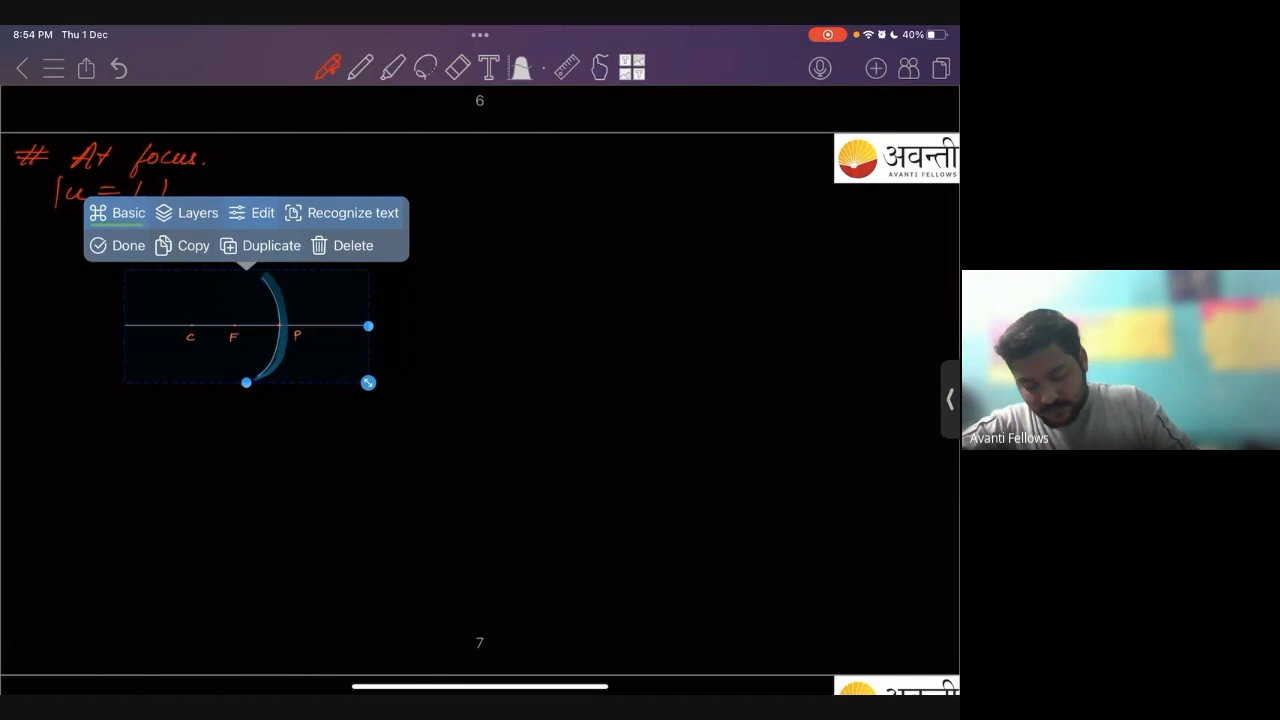 8:54 PM Thu 1 Dec
40%
6
# At focus.
अवन्ती
AVANTI FELLOWS
|u =
Basic Layers Edit Recognize text
Done Copy Duplicate Delete
C F P
Avanti Fellows
7